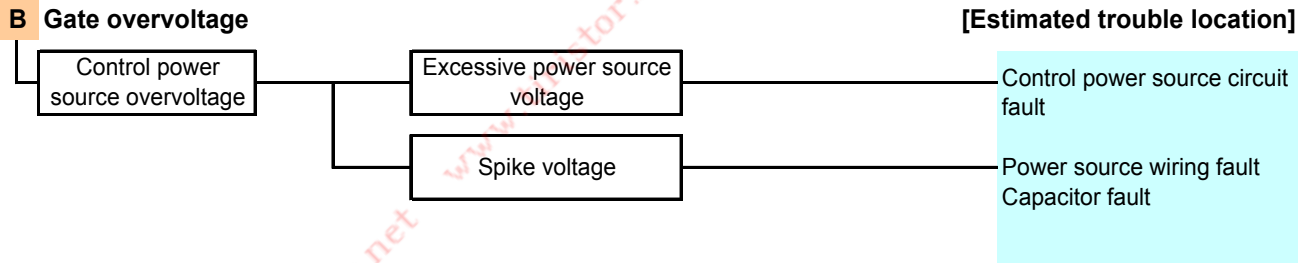 B Gate overvoltage [Estimated trouble location]
Control power
source overvoltage
Excessive power source
voltage
Control power source circuit
fault
Spike voltage
Power source wiring fault
Capacitor fault